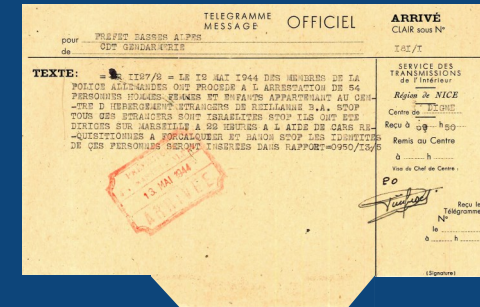 TELEGRAMME
MESSAGE OFFICIEL
pour PREFET BASSES ALPES
de CDT GENDARMERIE
TEXTE:
= LE 12 MAI 1944 DES MEMBRES DE LA
POLICE ALLEMANDES ONT PROCEDE A L ARRESTATION DE 54
PERSONNES HOMMES FEMMES ET ENFANTS APPARTENANT AU CEN-
TRE D HEBERGEMENT ETRANGERS DE REILLANNE B.A. STOP
TOUS CES ETRANGERS SONT ISRAELITES STOP ILS ONT ETE
DIRIGES SUR MARSEILLE A 22 HEURES A L AIDE DE CARS RE-
-QUISITIONNES A FORCALQUIER ET BANON STOP LES IDENTITES
DE CES PERSONNES SERONT INSEREES DANS RAPPORT=0950/13/5
13 MAI 1944
ARRIVÉE
ARRIVÉ
CLAIR sous N°
181/I
SERVICE DES
TRANSMISSIONS
de l'Intérieur
Région de NICE
Centre de DIGNE
Reçu à 09 h 50
Remis au Centre
à h
Visa du Chef de Centre :
PO
Reçu le
Télégramme
N°
le
à h
(Signature)